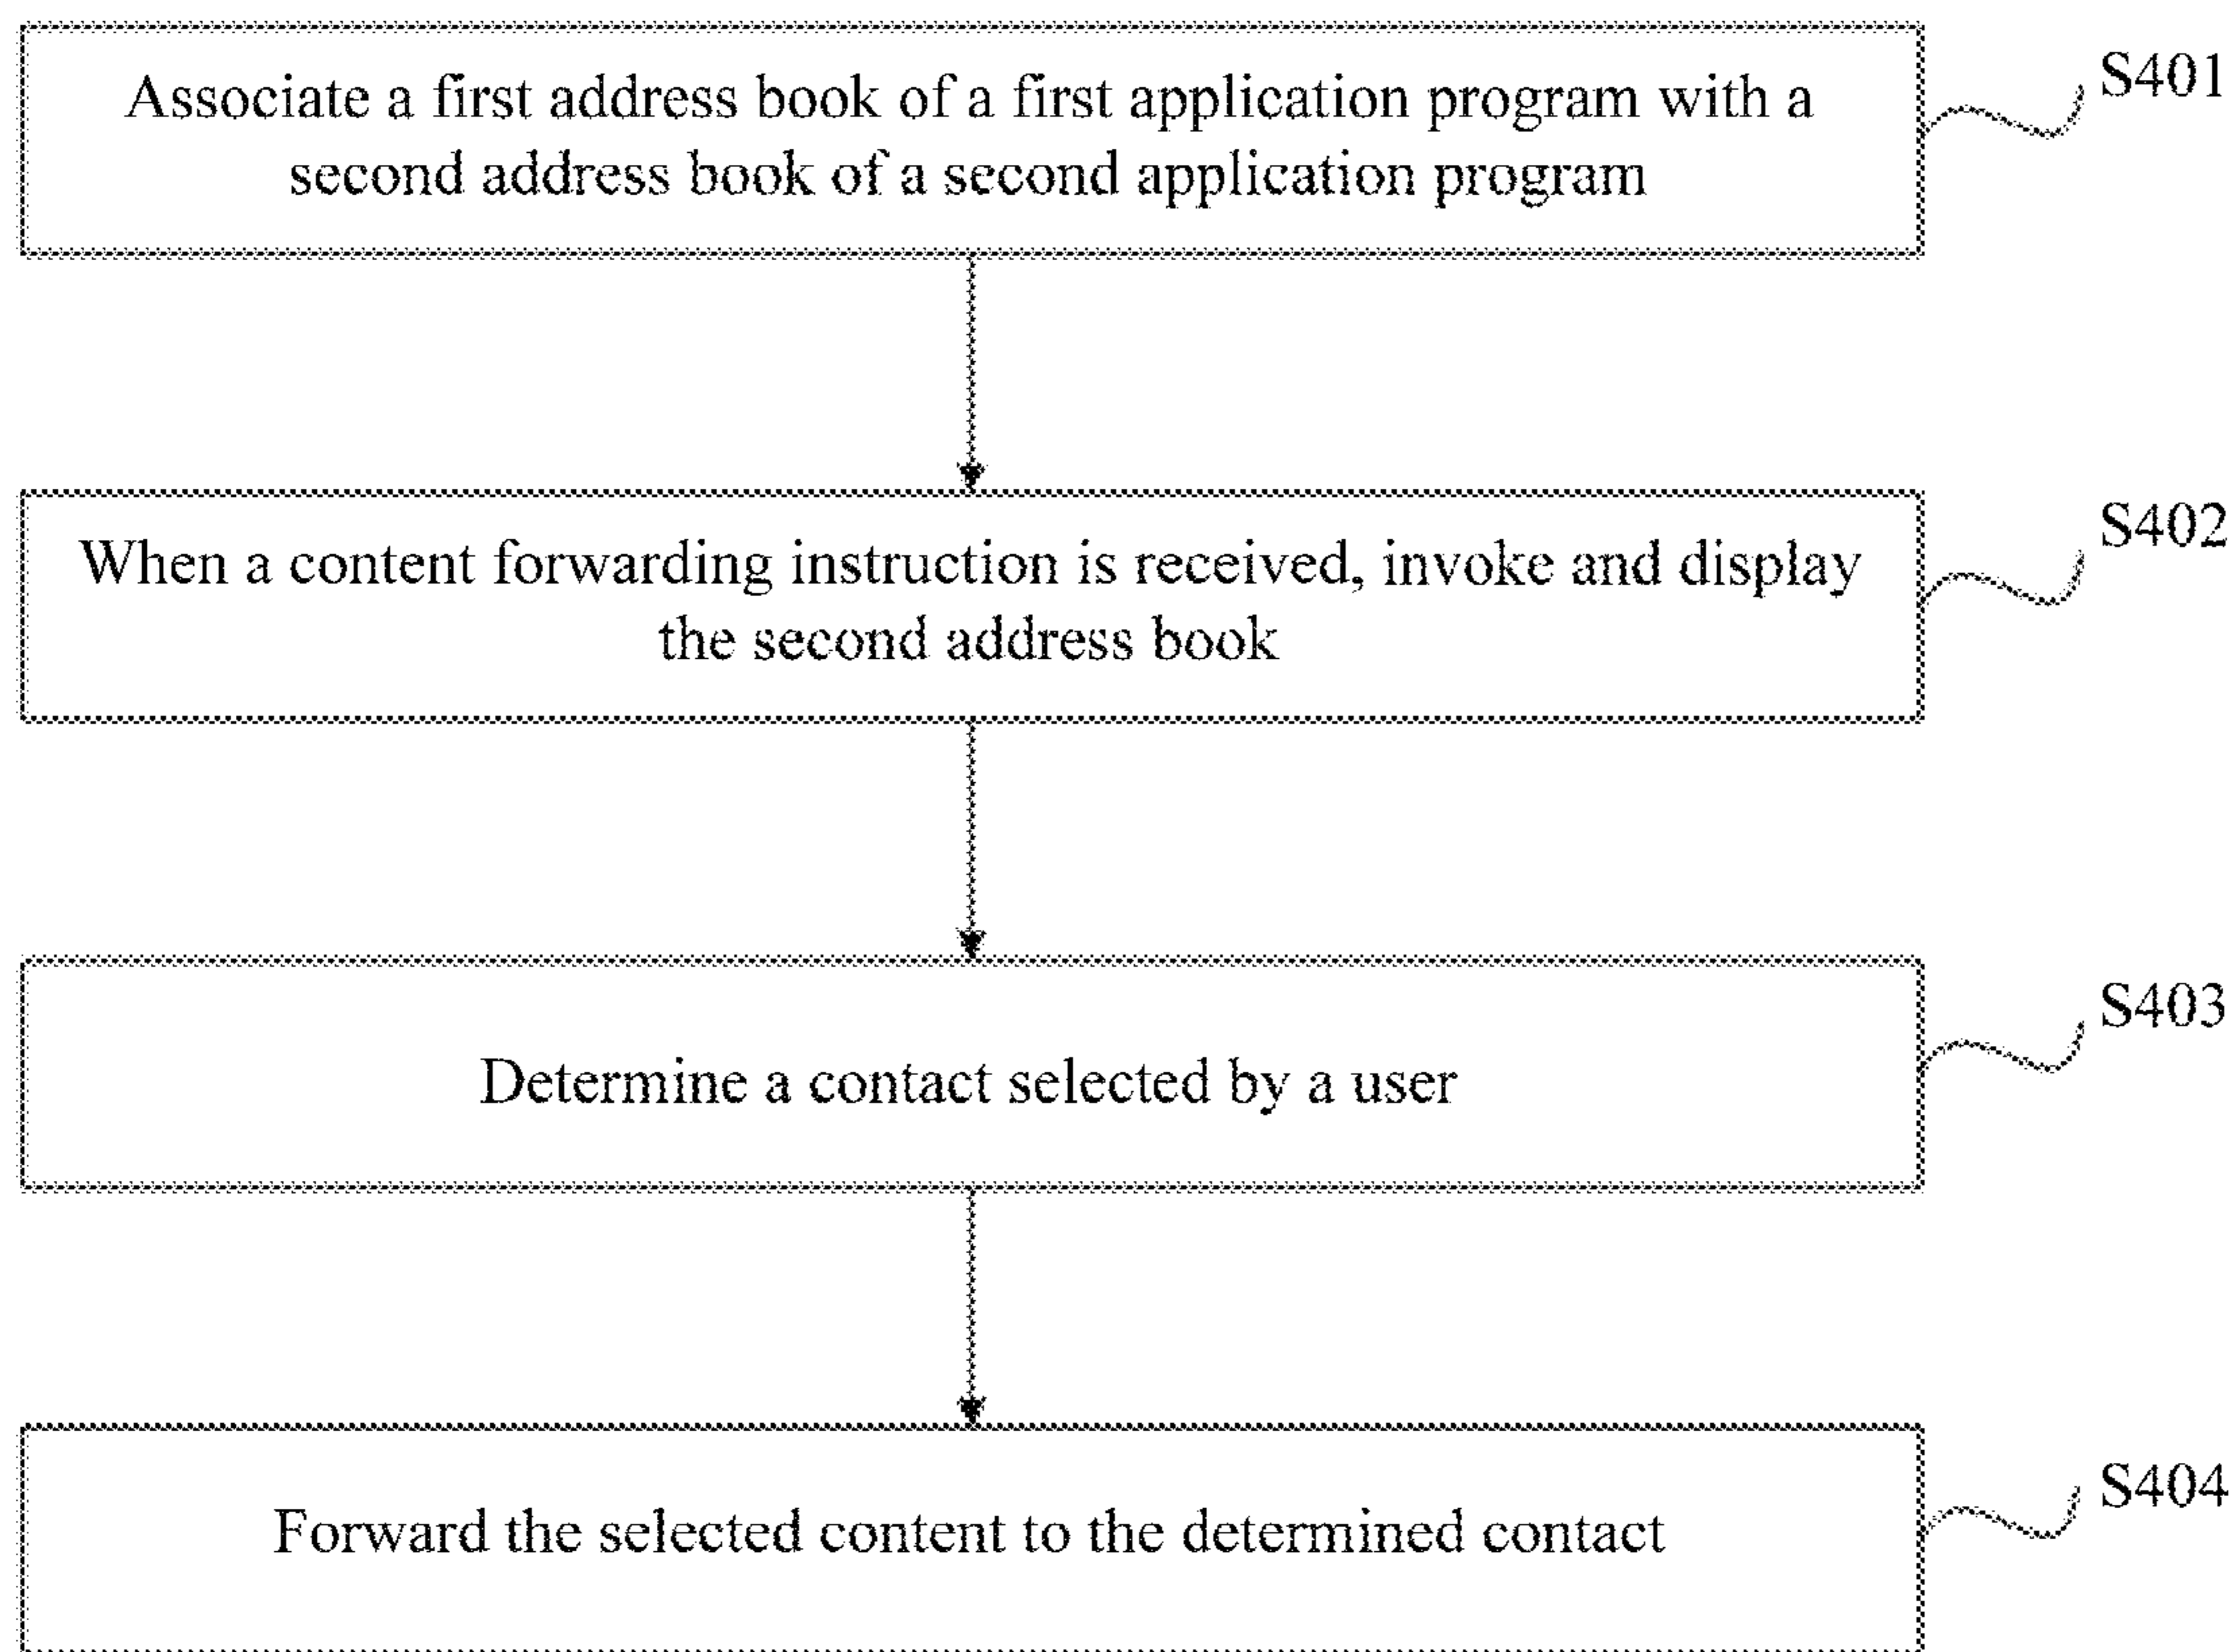 Associate a first address book of a first application program with a
second address book of a second application program
S401
When a content forwarding instruction is received, invoke and display
the second address book
S402
Determine a contact selected by a user
S403
Forward the selected content to the determined contact
S404